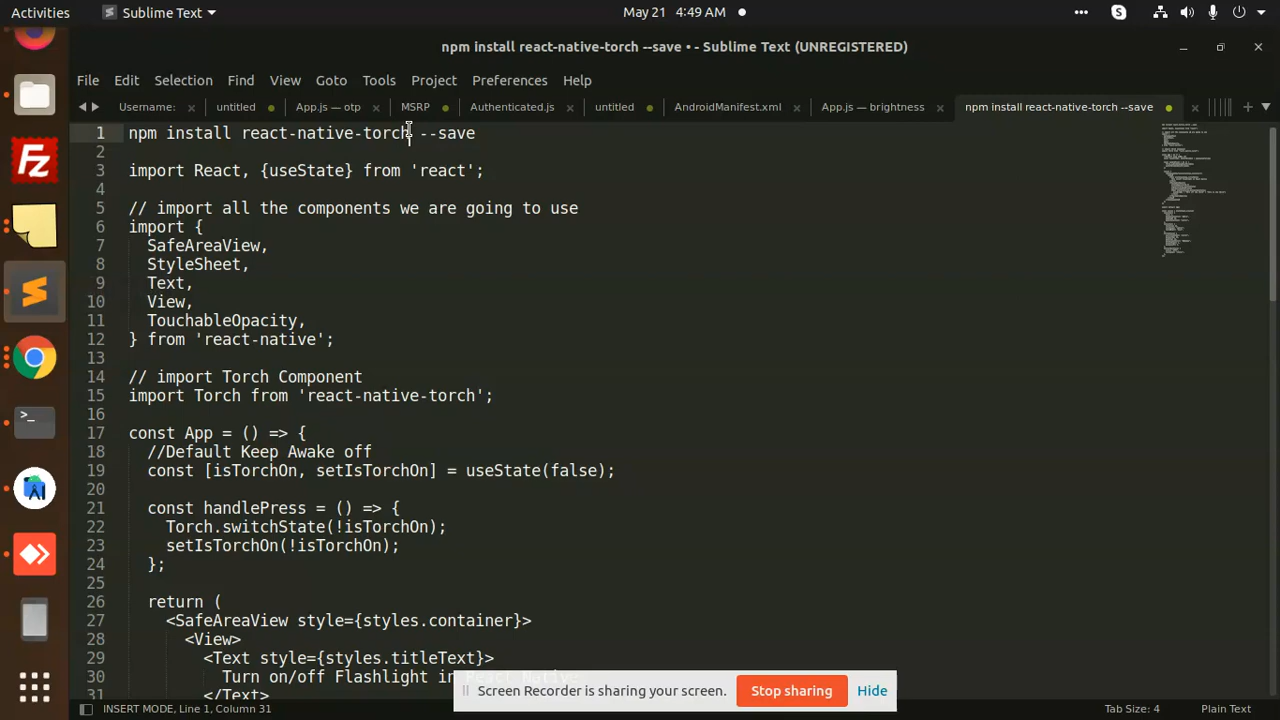 Activities
Sublime Text
May 21 4:49 AM
npm install react-native-torch --save • - Sublime Text (UNREGISTERED)
File Edit Selection Find View Goto Tools Project Preferences Help
Username: untitled App.js — otp MSRP Authenticated.js untitled AndroidManifest.xml App.js — brightness npm install react-native-torch --save
1 npm install react-native-torch --save
2
3 import React, {useState} from 'react';
4
5 // import all the components we are going to use
6 import {
7 SafeAreaView,
8 StyleSheet,
9 Text,
10 View,
11 TouchableOpacity,
12 } from 'react-native';
13
14 // import Torch Component
15 import Torch from 'react-native-torch';
16
17 const App = () => {
18 //Default Keep Awake off
19 const [isTorchOn, setIsTorchOn] = useState(false);
20
21 const handlePress = () => {
22 Torch.switchState(!isTorchOn);
23 setIsTorchOn(!isTorchOn);
24 };
25
26 return (
27 <SafeAreaView style={styles.container}>
28 <View>
29 <Text style={styles.titleText}>
30 Turn on/off Flashlight in React Native
31 </Text>
Screen Recorder is sharing your screen. Stop sharing Hide
INSERT MODE, Line 1, Column 31 Tab Size: 4 Plain Text